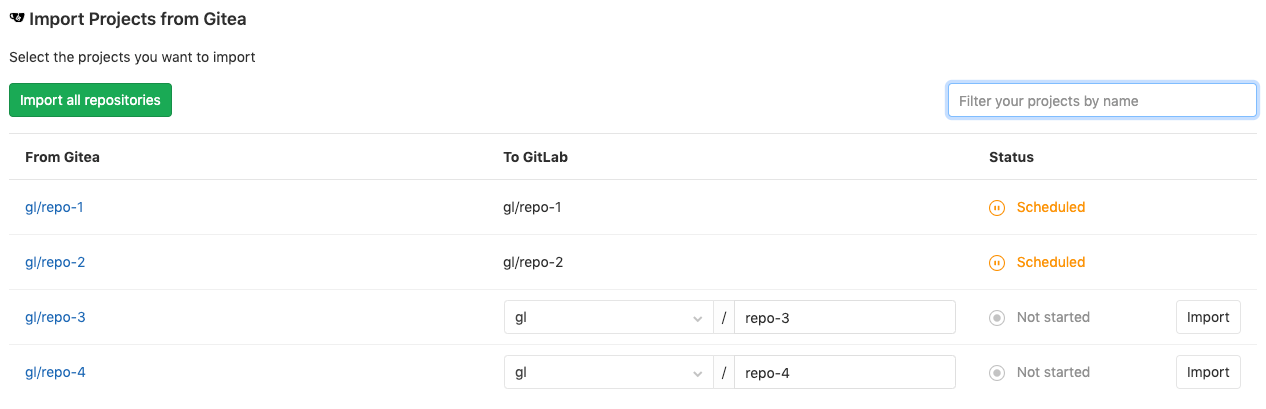 Import Projects from Gitea
Select the projects you want to import
Import all repositories
Filter your projects by name
From Gitea To GitLab Status
gl/repo-1 gl/repo-1 Scheduled
gl/repo-2 gl/repo-2 Scheduled
gl/repo-3 gl / repo-3 Not started Import
gl/repo-4 gl / repo-4 Not started Import